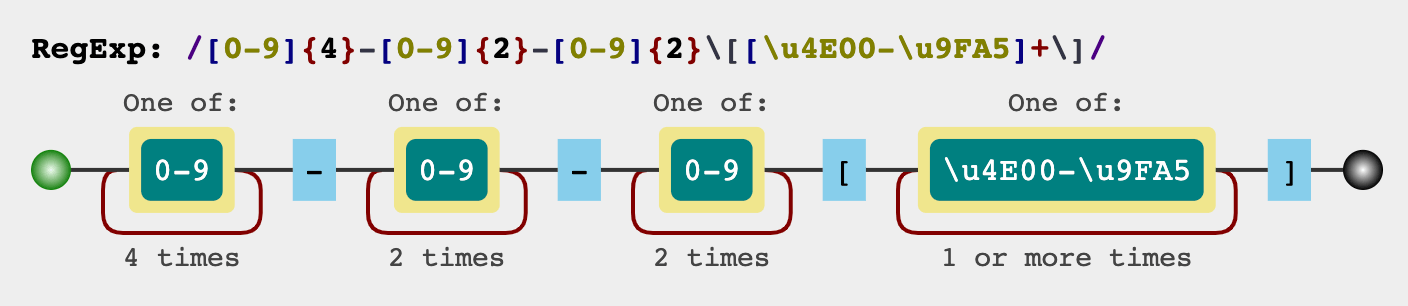 RegExp: /[0-9]{4}-[0-9]{2}-[0-9]{2}\[[\u4E00-\u9FA5]+\]/
One of: One of: One of: One of:
0-9 - 0-9 - 0-9 [ \u4E00-\u9FA5 ]
4 times 2 times 2 times 1 or more times